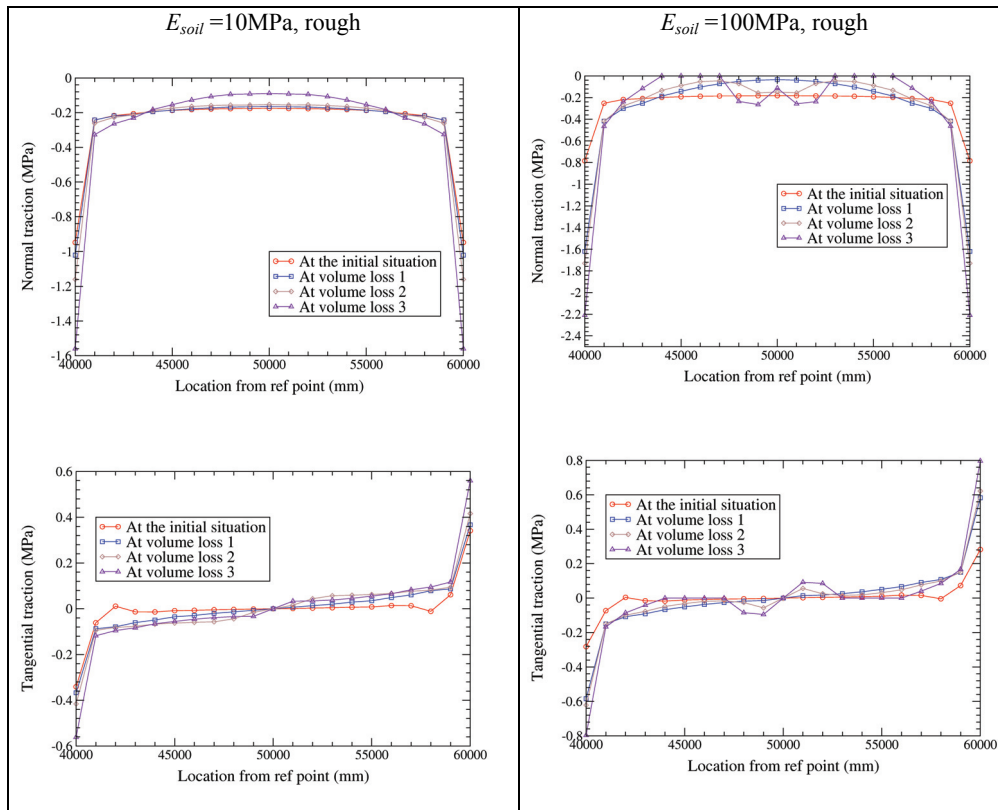 E_soil =10MPa, rough
E_soil =100MPa, rough
Normal traction (MPa)
0
-0.2
-0.4
-0.6
-0.8
-1
-1.2
-1.4
-1.6
At the initial situation
At volume loss 1
At volume loss 2
At volume loss 3
40000 45000 50000 55000 60000
Location from ref point (mm)
Normal traction (MPa)
0
-0.2
-0.4
-0.6
-0.8
-1
-1.2
-1.4
-1.6
-1.8
-2
-2.2
-2.4
At the initial situation
At volume loss 1
At volume loss 2
At volume loss 3
40000 45000 50000 55000 60000
Location from ref point (mm)
Tangential traction (MPa)
0.6
0.4
0.2
0
-0.2
-0.4
-0.6
At the initial situation
At volume loss 1
At volume loss 2
At volume loss 3
40000 45000 50000 55000 60000
Location from ref point (mm)
Tangential traction (MPa)
0.8
0.6
0.4
0.2
0
-0.2
-0.4
-0.6
-0.8
At the initial situation
At volume loss 1
At volume loss 2
At volume loss 3
40000 45000 50000 55000 60000
Location from ref point (mm)